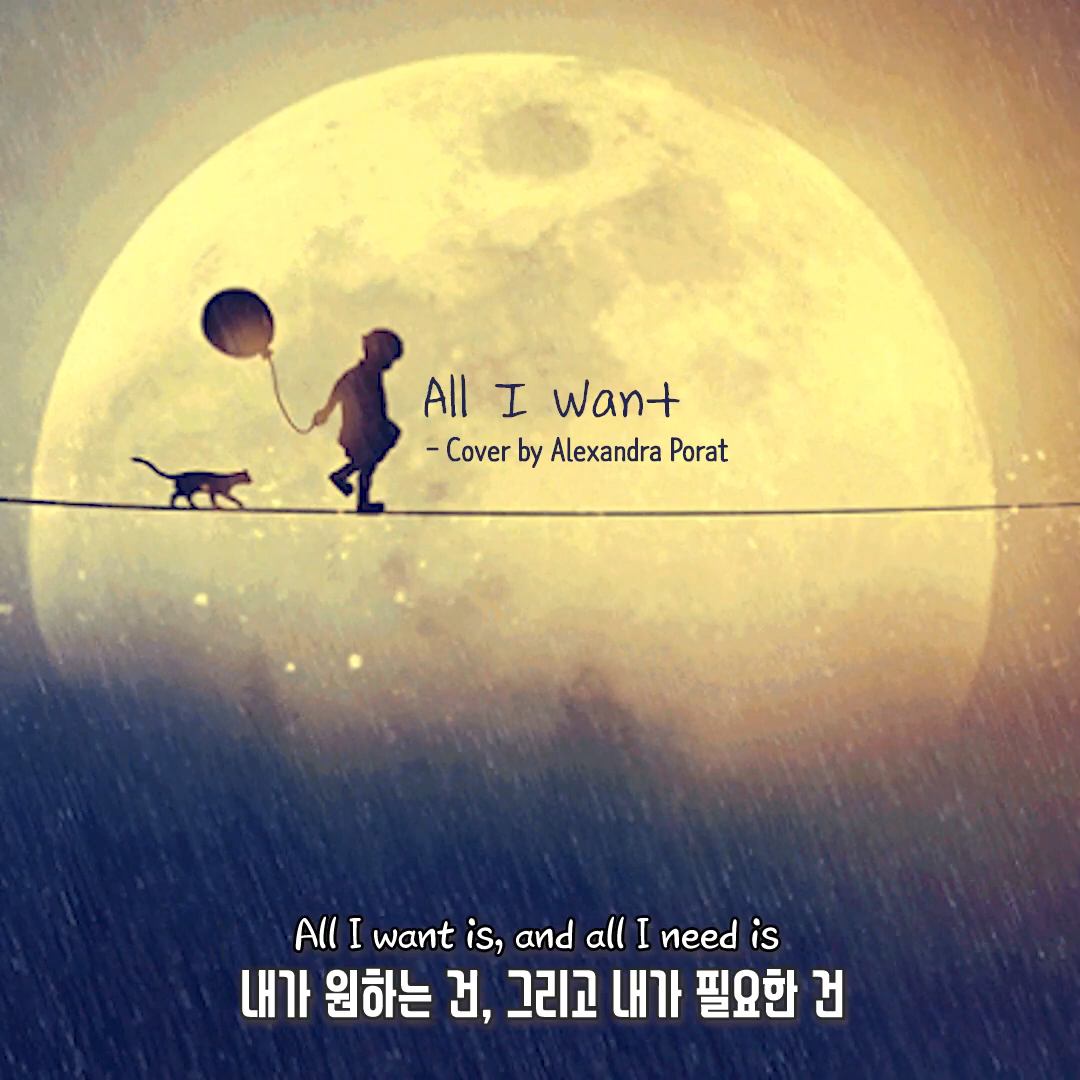 All I want
- Cover by Alexandra Porat
All I want is, and all I need is
내가 원하는 건, 그리고 내가 필요한 건